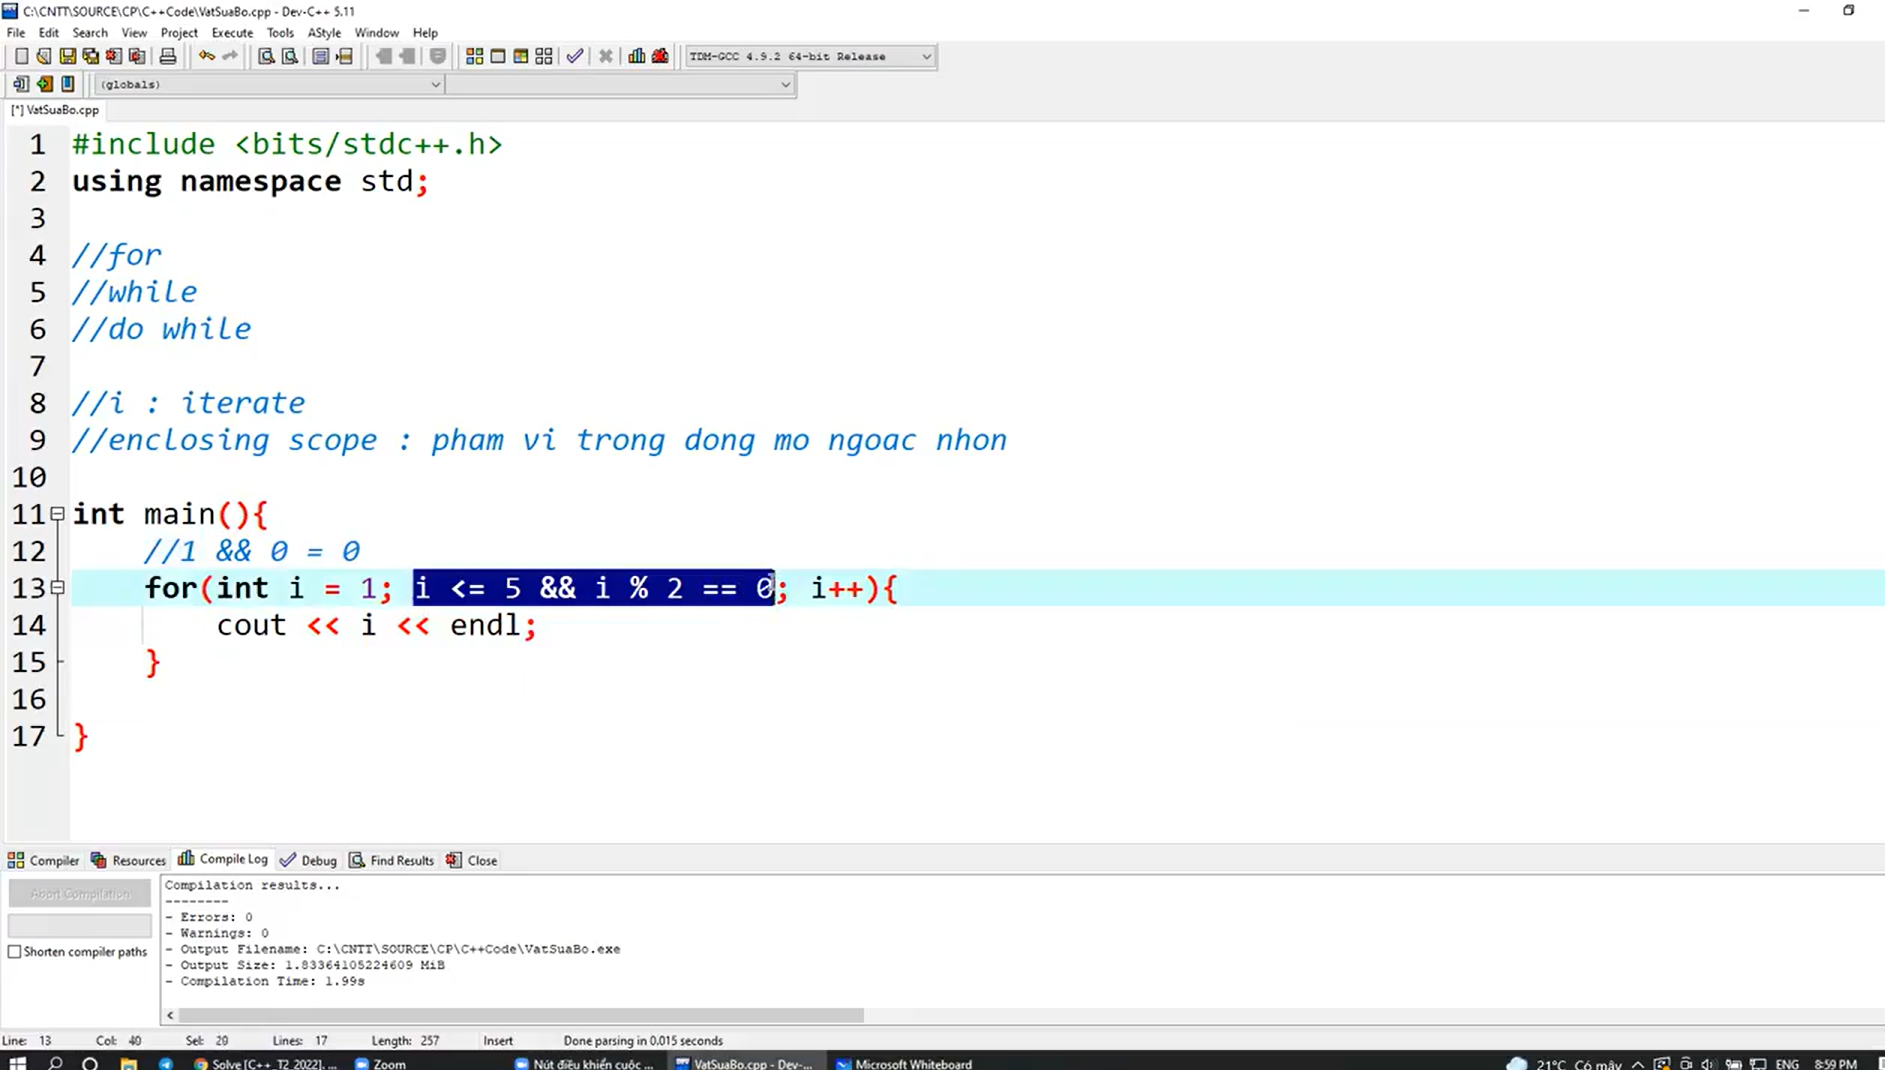 C:\CNTT\SOURCE\CP\C++Code\VatSuaBo.cpp - Dev-C++ 5.11
File Edit Search View Project Execute Tools AStyle Window Help
TDM-GCC 4.9.2 64-bit Release
(globals)
[*] VatSuaBo.cpp
1 #include <bits/stdc++.h>
2 using namespace std;
3
4 //for
5 //while
6 //do while
7
8 //i : iterate
9 //enclosing scope : pham vi trong dong mo ngoac nhon
10
11 int main(){
12 //1 && 0 = 0
13 for(int i = 1; i <= 5 && i % 2 == 0; i++){
14 cout << i << endl;
15 }
16
17 }
Compiler Resources Compile Log Debug Find Results Close
Abort Compilation
Shorten compiler paths
Compilation results...
--------
- Errors: 0
- Warnings: 0
- Output Filename: C:\CNTT\SOURCE\CP\C++Code\VatSuaBo.exe
- Output Size: 1.83364105224609 MiB
- Compilation Time: 1.99s
Line: 13 Col: 40 Sel: 20 Lines: 17 Length: 257 Insert Done parsing in 0.015 seconds
Solve [C++_T2_2022]. ... Zoom Nút điều khiển cuộc ... VatSuaBo.cpp - Dev-... Microsoft Whiteboard 21°C Có mây ENG 8:59 PM